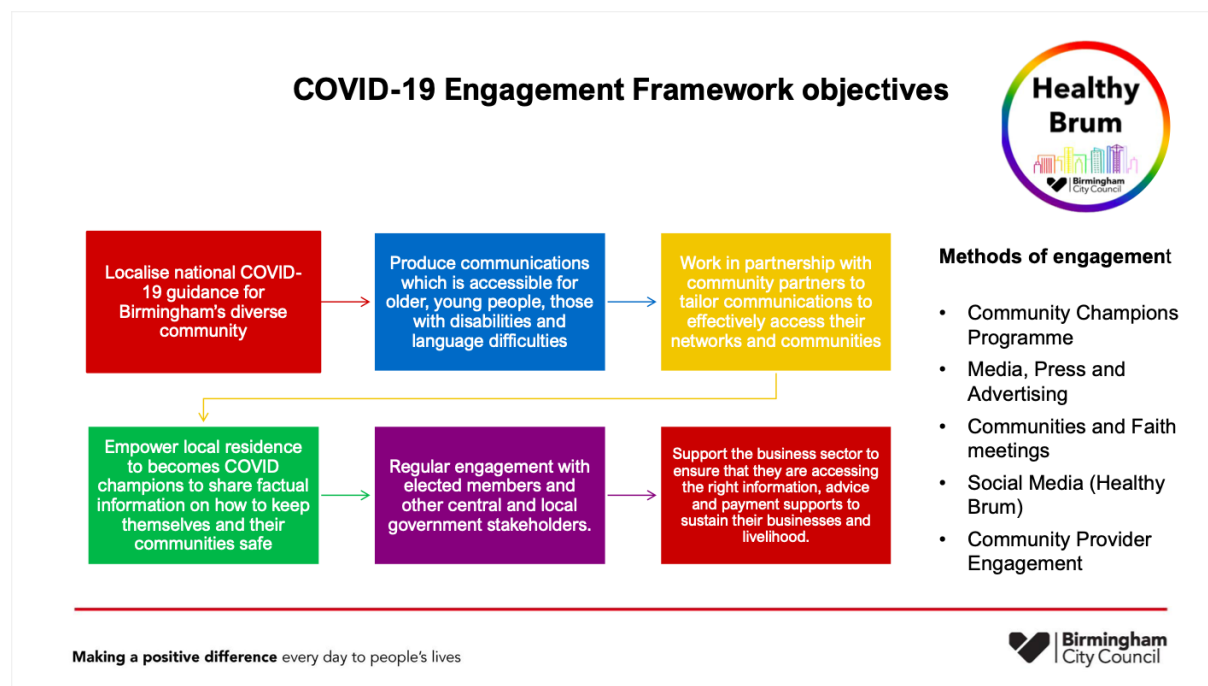 COVID-19 Engagement Framework objectives
Healthy
Brum
Birmingham
City Council
Localise national COVID-
19 guidance for
Birmingham's diverse
community
Produce communications
which is accessible for
older, young people, those
with disabilities and
language difficulties
Work in partnership with
community partners to
tailor communications to
effectively access their
networks and communities
Empower local residence
to becomes COVID
champions to share factual
information on how to keep
themselves and their
communities safe
Regular engagement with
elected members and
other central and local
government stakeholders.
Support the business sector to
ensure that they are accessing
the right information, advice
and payment supports to
sustain their businesses and
livelihood.
Methods of engagement
• Community Champions
Programme
• Media, Press and
Advertising
• Communities and Faith
meetings
• Social Media (Healthy
Brum)
• Community Provider
Engagement
Making a positive difference every day to people's lives
Birmingham
City Council